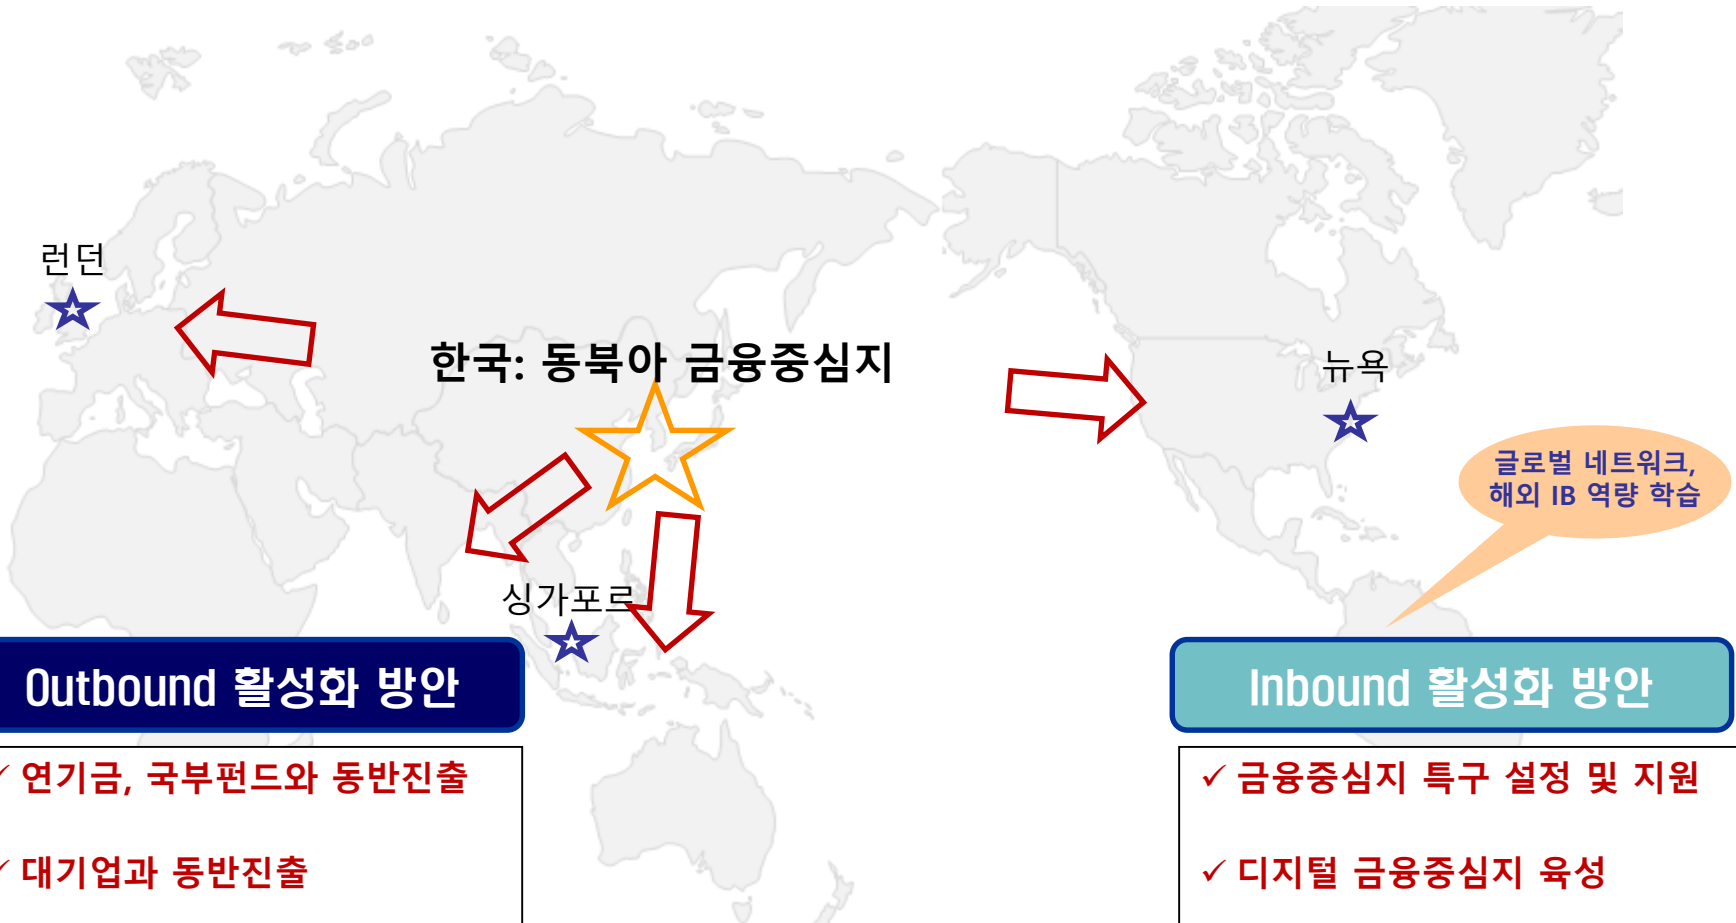 런던
한국: 동북아 금융중심지
뉴욕
글로벌 네트워크,
해외 IB 역량 학습
싱가포르
Outbound 활성화 방안
✓ 연기금, 국부펀드와 동반진출
✓ 대기업과 동반진출
Inbound 활성화 방안
✓ 금융중심지 특구 설정 및 지원
✓ 디지털 금융중심지 육성